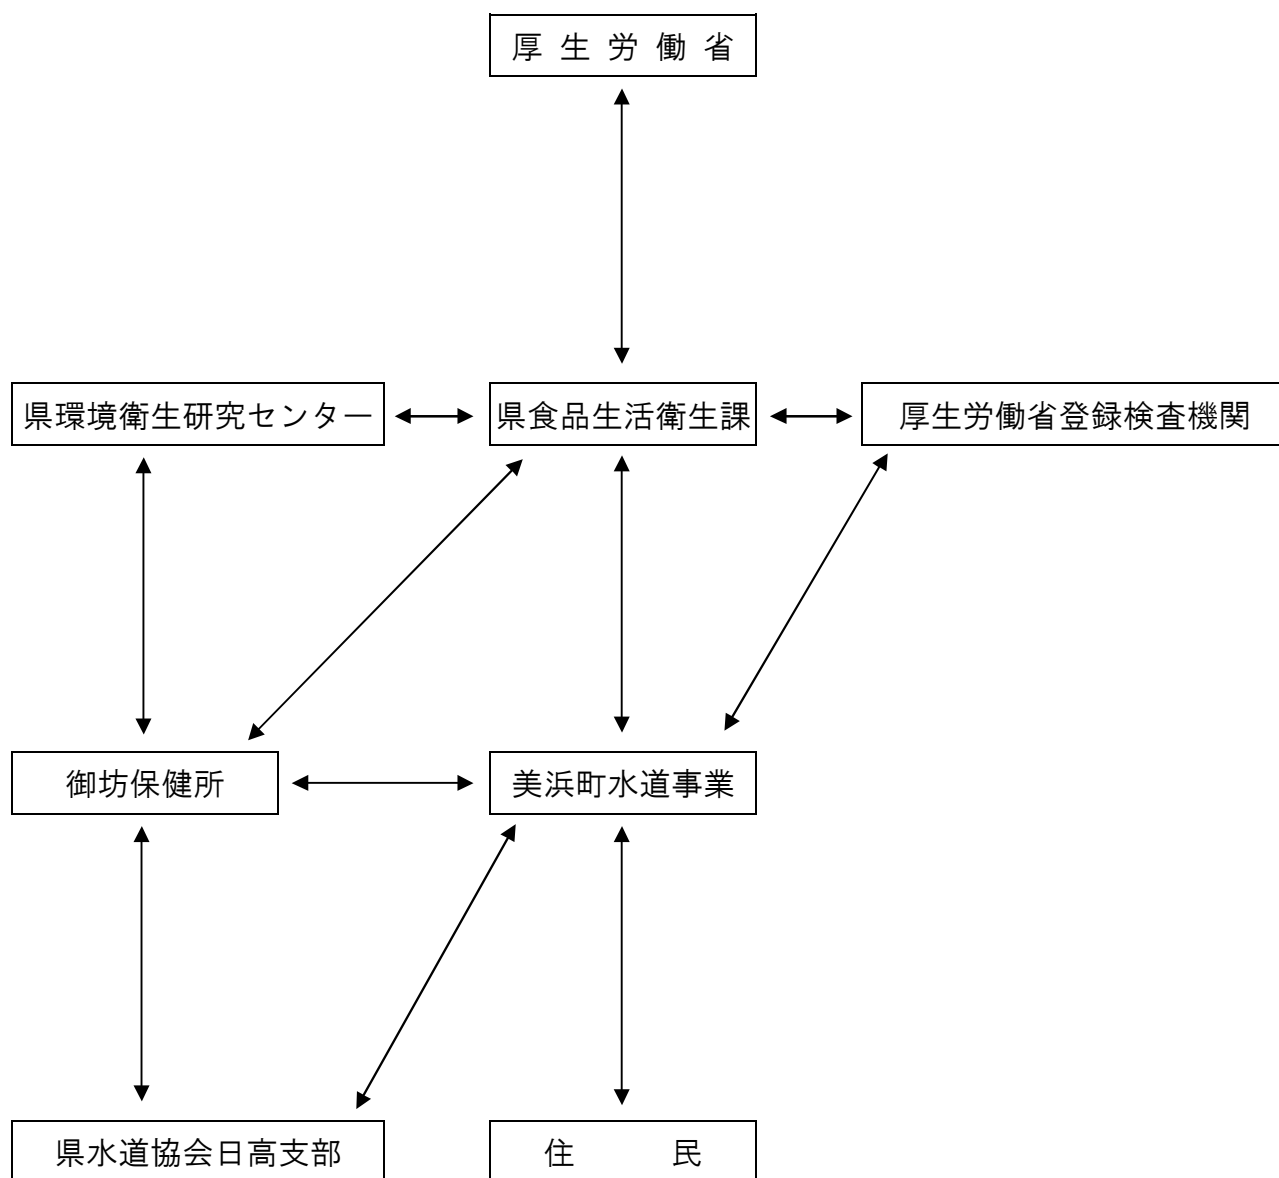 厚生労働省
県環境衛生研究センター
県食品生活衛生課
厚生労働省登録検査機関
御坊保健所
美浜町水道事業
県水道協会日高支部
住　　　民